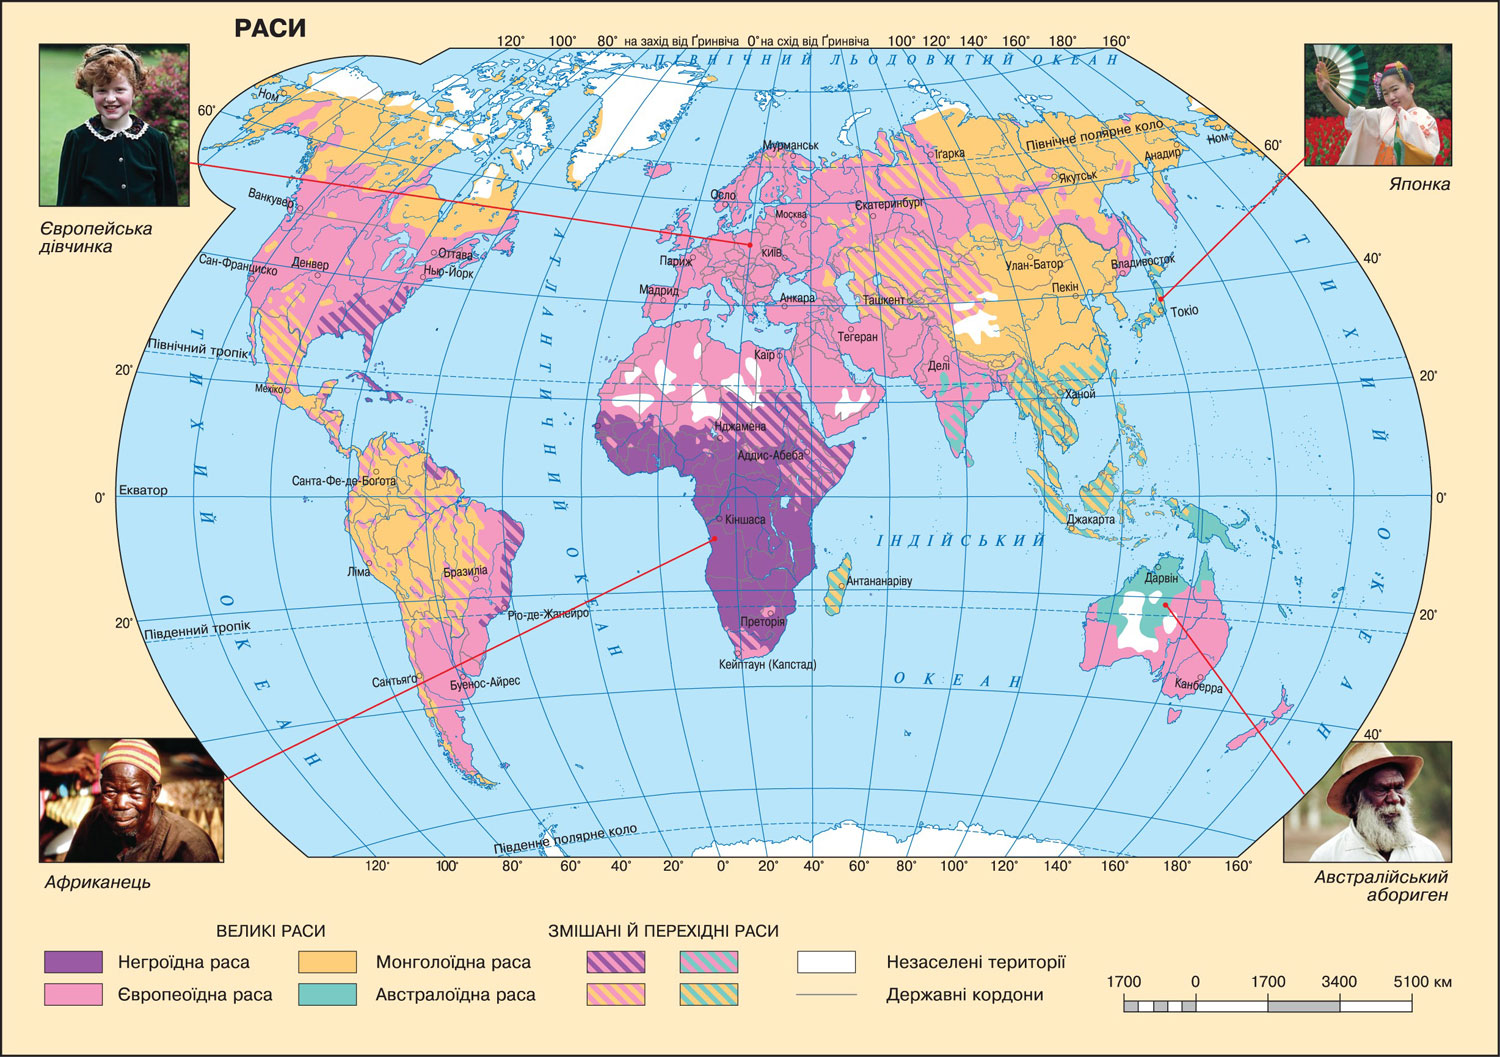 РАСИ
120° 100° 80° на захід від Ґринвіча 0° на схід від Ґринвіча 100° 120° 140° 160° 180° 160°
ПІВНІЧНИЙ ЛЬОДОВИТИЙ ОКЕАН
Європейська
дівчинка
Японка
60°
60°
Ном
Мурманськ
Ігарка
Північне полярне коло
Ном
Анадир
Якутськ
Ванкувер
Осло
Москва
Єкатеринбург
Оттава
Нью-Йорк
Сан-Франциско
Денвер
Париж
КИЇВ
Улан-Батор
Владивосток
40°
Мадрид
Анкара
Ташкент
Пекін
Токіо
Тегеран
Північний тропік
Каїр
Делі
20°
20°
Мехіко
Ханой
Нджамена
Аддис-Абеба
Санта-Фе-де-Боґота
0°
Екватор
0°
Кіншаса
Джакарта
Ліма
Бразиліа
Антананаріву
Дарвін
Ріо-де-Жанейро
20°
20°
Південний тропік
Преторія
Кейптаун (Капстад)
Сантьяґо
Буенос-Айрес
Канберра
40°
ТИХИЙ ОКЕАН
АТЛАНТИЧНИЙ ОКЕАН
ІНДІЙСЬКИЙ
ОКЕАН
ТИХИЙ ОКЕАН
Південне полярне коло
120° 100° 80° 60° 40° 20° 0° 20° 40° 60° 80° 100° 120° 140° 160° 180° 160°
Африканець
Австралійський
абориген
ВЕЛИКІ РАСИ
ЗМІШАНІ Й ПЕРЕХІДНІ РАСИ
Негроїдна раса
Монголоїдна раса
Незаселені території
Європеоїдна раса
Австралоїдна раса
Державні кордони
1700 0 1700 3400 5100 км